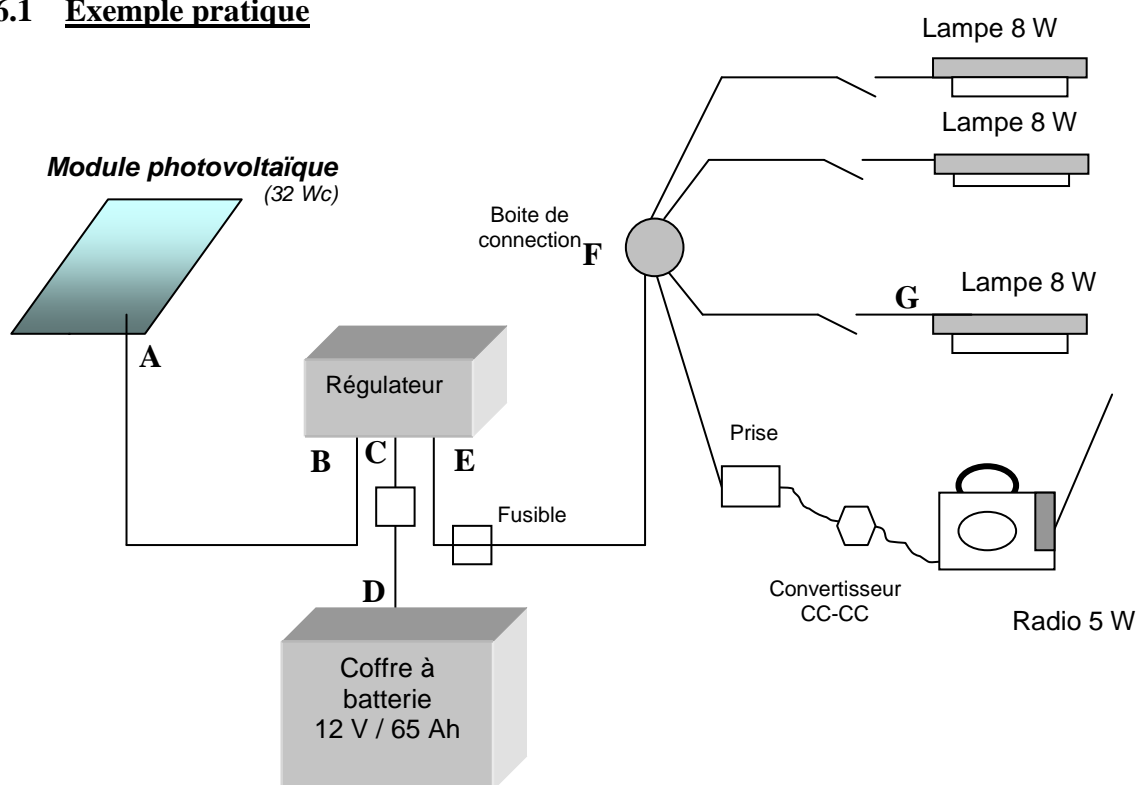 6.1 Exemple pratique
Lampe 8 W
Lampe 8 W
Module photovoltaïque
(32 Wc)
Boite de
connection
F
Lampe 8 W
G
A
Régulateur
B
C
E
Prise
Fusible
D
Convertisseur
CC-CC
Radio 5 W
Coffre à
batterie
12 V / 65 Ah